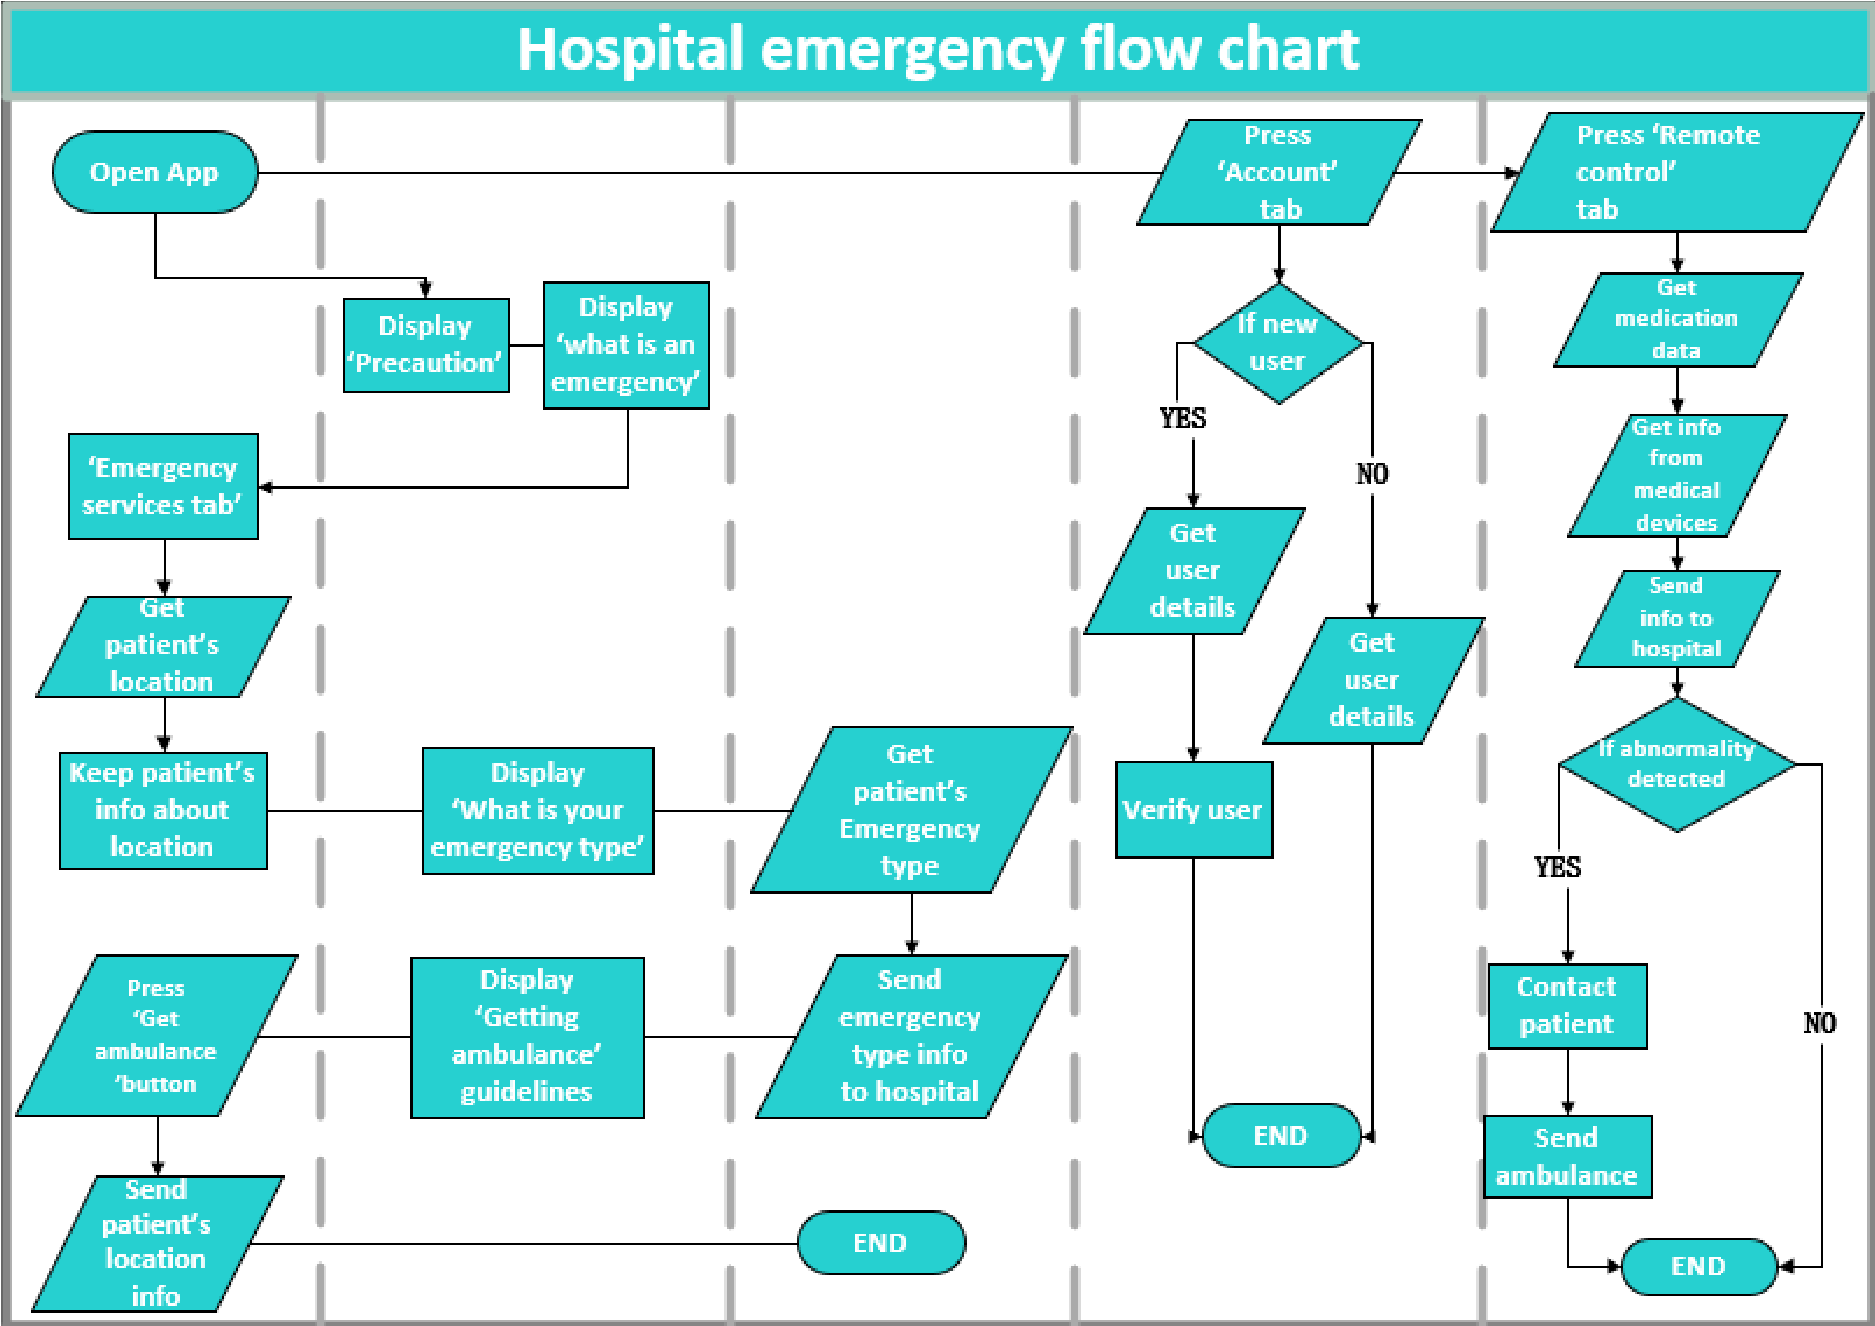 Hospital emergency flow chart
Open App
Press
‘Account’
tab
Press ‘Remote
control’
tab
Display
‘Precaution’
Display
‘what is an
emergency’
If new
user
YES
NO
Get
medication
data
Get info
from
medical
devices
‘Emergency
services tab’
Get
user
details
Get
user
details
Send
info to
hospital
Get
patient’s
location
If abnormality
detected
YES
NO
Keep patient’s
info about
location
Display
‘What is your
emergency type’
Get
patient’s
Emergency
type
Verify user
Press
‘Get
ambulance
’button
Display
‘Getting
ambulance’
guidelines
Send
emergency
type info
to hospital
Contact
patient
END
Send
ambulance
Send
patient’s
location
info
END
END